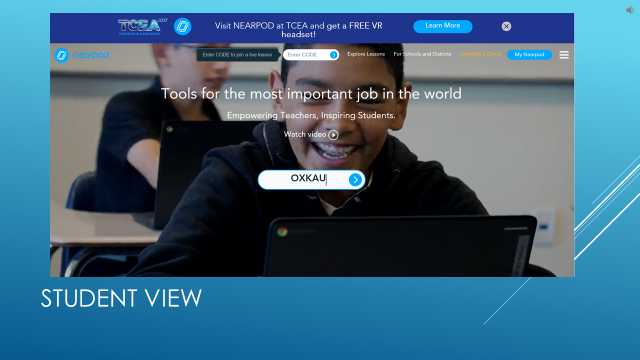 TCEA
Visit NEARPOD at TCEA and get a FREE VR
headset!
Learn More
nearpod
Enter CODE to join a live lesson
Enter CODE
Explore Lessons
For Schools and Districts
My Nearpod
Tools for the most important job in the world
Empowering Teachers, Inspiring Students.
Watch video
OXKAU
STUDENT VIEW